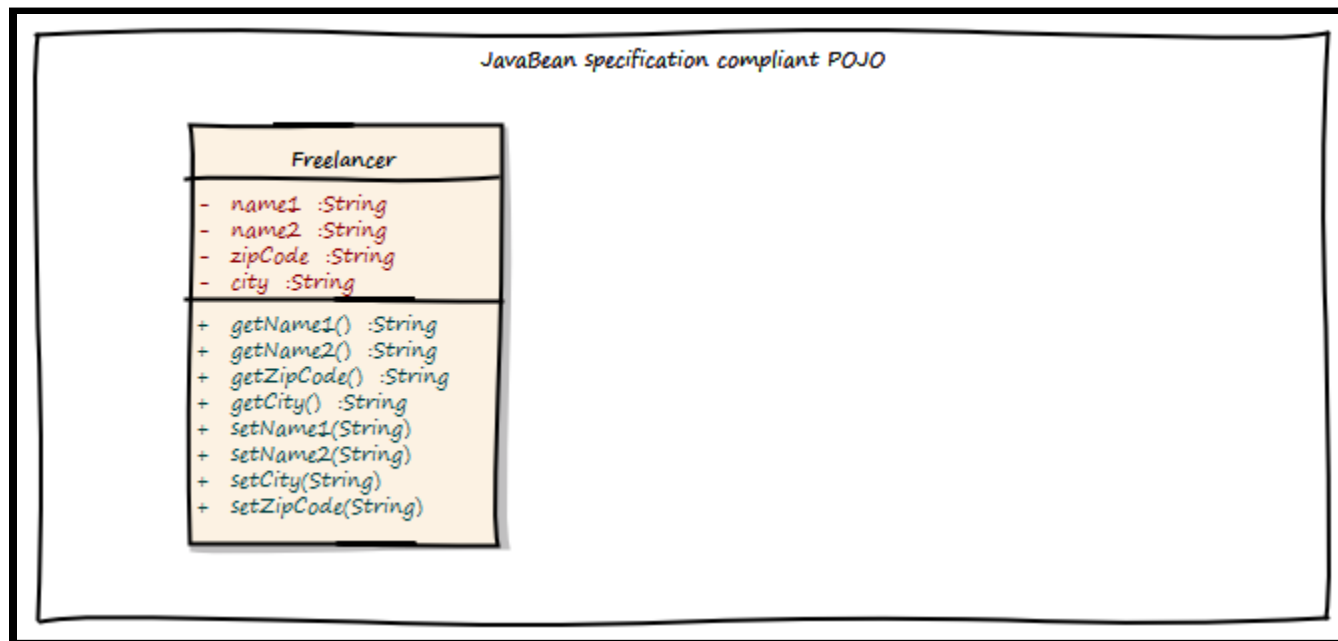 JavaBean specification compliant POJO
Freelancer
- name1 :String
- name2 :String
- zipCode :String
- city :String
+ getName1() :String
+ getName2() :String
+ getZipCode() :String
+ getCity() :String
+ setName1(String)
+ setName2(String)
+ setCity(String)
+ setZipCode(String)